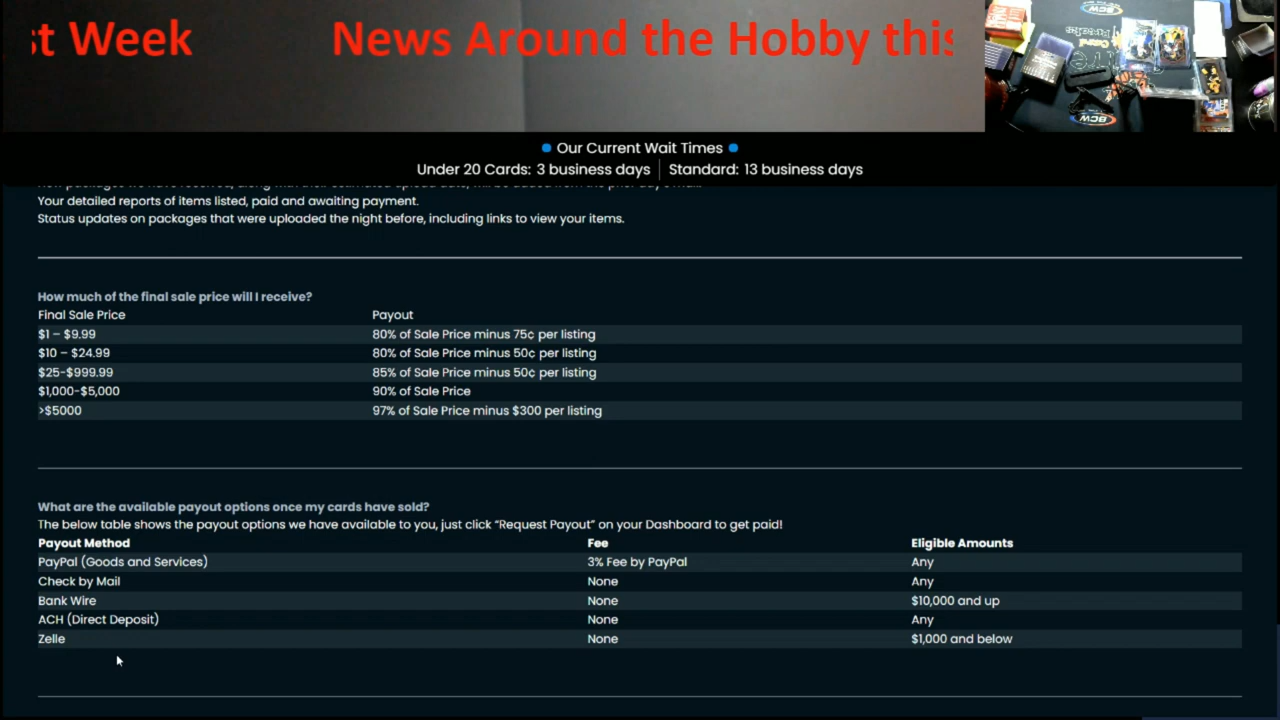 st Week News Around the Hobby this
Our Current Wait Times
Under 20 Cards: 3 business days | Standard: 13 business days
Your detailed reports of items listed, paid and awaiting payment.
Status updates on packages that were uploaded the night before, including links to view your items.
How much of the final sale price will I receive?
Final Sale Price Payout
$1 – $9.99 80% of Sale Price minus 75¢ per listing
$10 – $24.99 80% of Sale Price minus 50¢ per listing
$25-$999.99 85% of Sale Price minus 50¢ per listing
$1,000-$5,000 90% of Sale Price
>$5000 97% of Sale Price minus $300 per listing
What are the available payout options once my cards have sold?
The below table shows the payout options we have available to you, just click “Request Payout” on your Dashboard to get paid!
Payout Method Fee Eligible Amounts
PayPal (Goods and Services) 3% Fee by PayPal Any
Check by Mail None Any
Bank Wire None $10,000 and up
ACH (Direct Deposit) None Any
Zelle None $1,000 and below
BCW
BCW